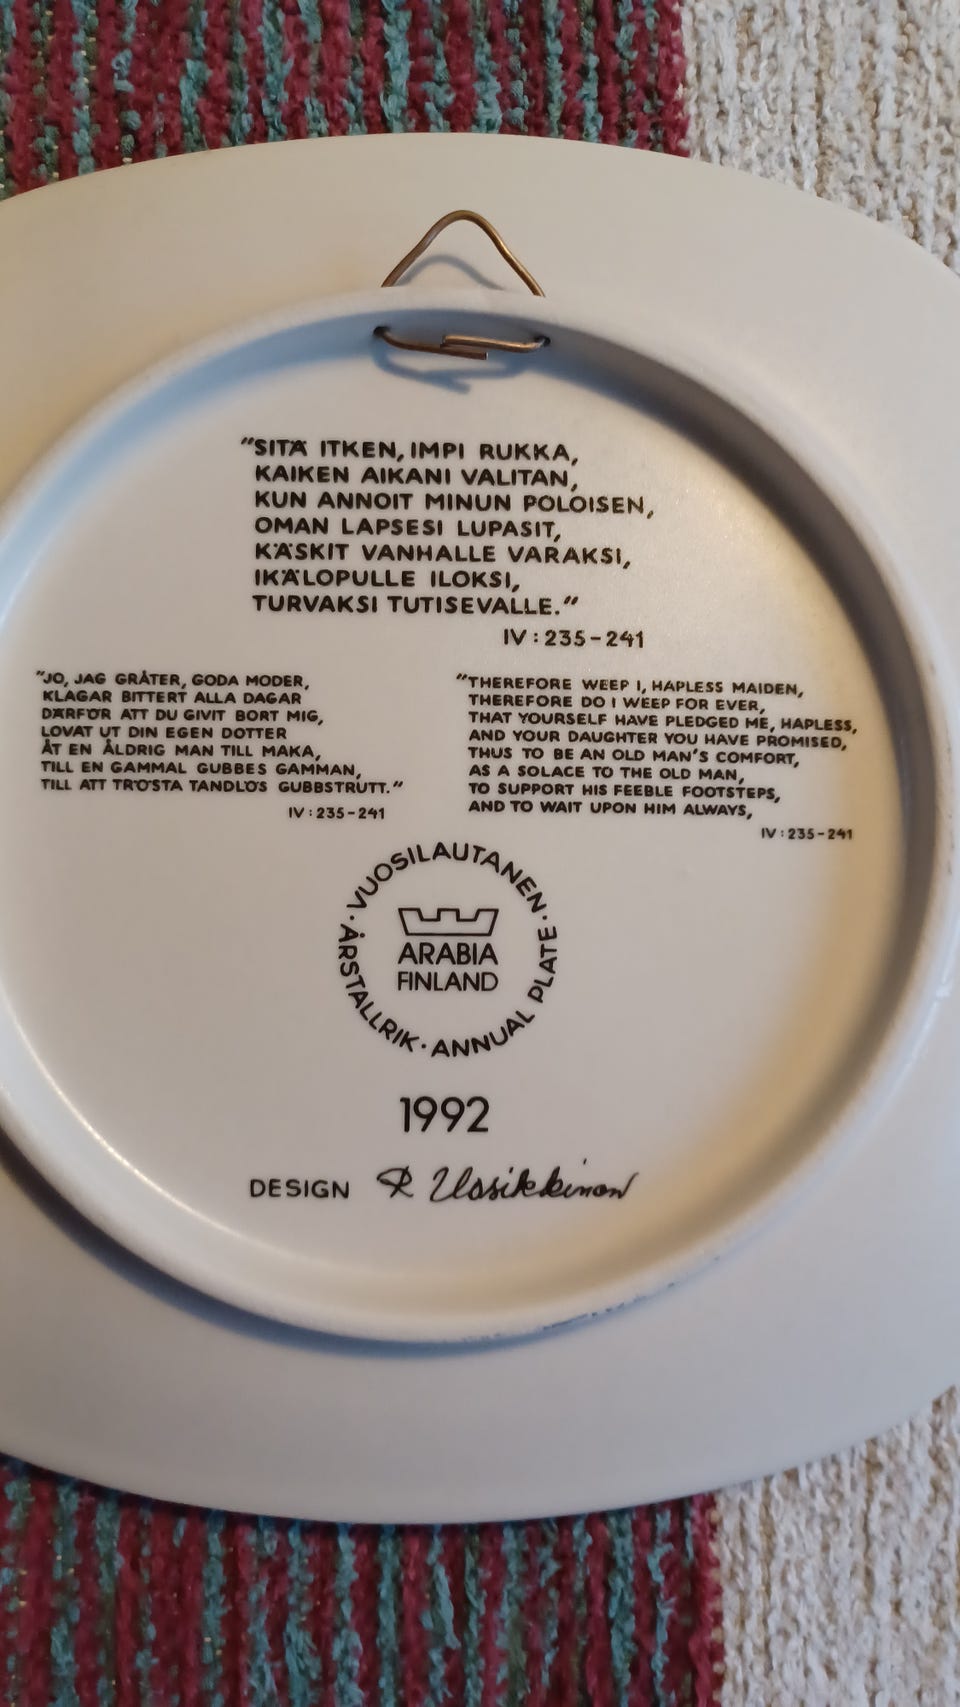 "SITÄ ITKEN, IMPI RUKKA,
KAIKEN AIKANI VALITAN,
KUN ANNOIT MINUN POLOISEN,
OMAN LAPSESI LUPASIT,
KÄSKIT VANHALLE VARAKSI,
IKÄLOPULLE ILOKSI,
TURVAKSI TUTISEVALLE."
IV:235-241
"JO, JAG GRÅTER, GODA MODER,
KLAGAR BITTERT ALLA DAGAR
DÄRFÖR ATT DU GIVIT BORT MIG,
LOVAT UT DIN EGEN DOTTER
ÅT EN ÅLDRIG MAN TILL MAKA,
TILL EN GAMMAL GUBBES GAMMAN,
TILL ATT TRÖSTA TANDLÖS GUBBSTRUTT."
IV:235-241
"THEREFORE WEEP I, HAPLESS MAIDEN,
THEREFORE DO I WEEP FOR EVER,
THAT YOURSELF HAVE PLEDGED ME, HAPLESS,
AND YOUR DAUGHTER YOU HAVE PROMISED,
THUS TO BE AN OLD MAN'S COMFORT,
AS A SOLACE TO THE OLD MAN,
TO SUPPORT HIS FEEBLE FOOTSTEPS,
AND TO WAIT UPON HIM ALWAYS,
IV:235-241
· VUOSILAUTANEN · ANNUAL PLATE · ÅRSTALLRIK
ARABIA
FINLAND
1992
DESIGN R Uosikkinen